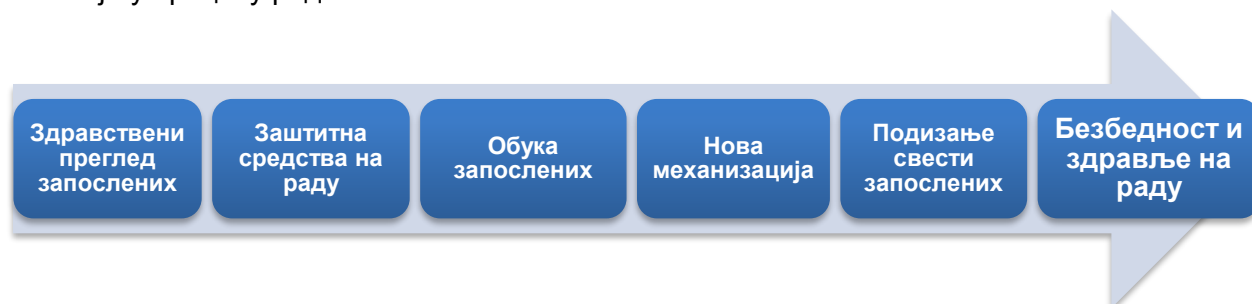 Здравствени
преглед
запослених
Заштитна
средства на
раду
Обука
запослених
Нова
механизација
Подизање
свести
запослених
Безбедност и
здравље на
раду